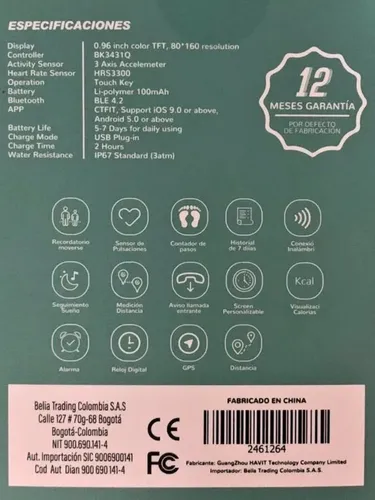 ESPECIFICACIONES
Display 0.96 inch color TFT, 80*160 resolution
Controller BK3431Q
Activity Sensor 3 Axis Accelemeter
Heart Rate Sensor HRS3300
Operation Touch Key
Battery Li-polymer 100mAh
Bluetooth BLE 4.2
APP CTFIT, Support iOS 9.0 or above,
Android 5.0 or above
Battery Life 5-7 Days for daily using
Charge Mode USB Plug-in
Charge Time 2 Hours
Water Resistance IP67 Standard (3atm)
12
MESES GARANTÍA
POR DEFECTO
DE FABRICACIÓN
Recordatorio
moverse
Sensor de
Pulsaciones
Contador de
pasos
Historial
de 7 días
Conexió
Inalámbri
Seguimiento
Sueño
Medición
Distancia
Aviso llamada
entrante
Screen
Personalizable
Kcal
Visualizaci
Calorías
Alarma
Reloj Digital
GPS
Distancia
Belia Trading Colombia S.A.S
Calle 127 # 70g-68 Bogotá
Bogotá-Colombia
NIT 900.690.141-4
Aut. Importación SIC 9006900141
Cod Aut Dian 900 690 141-4
CE
FC
FABRICADO EN CHINA
2461264
Fabricante: GuangZhou HAVIT Technology Company Limited
Importador: Belia Trading Colombia S.A.S.